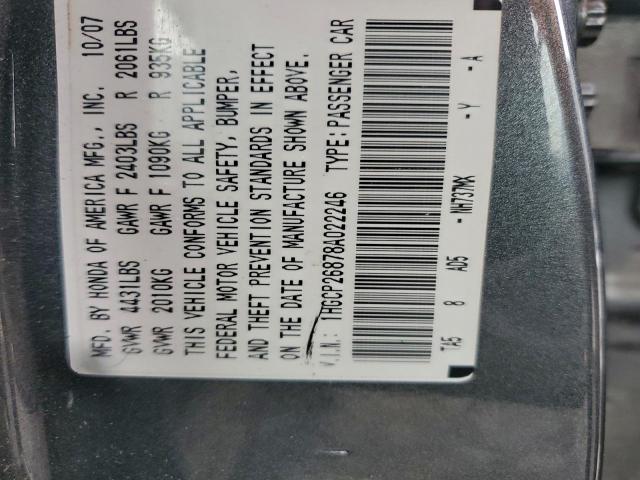 MFD. BY HONDA OF AMERICA MFG., INC. 10/07
GVWR 4431LBS GAWR F 2403LBS R 2061LBS
GVWR 2010KG GAWR F 1090KG R 935KG
THIS VEHICLE CONFORMS TO ALL APPLICABLE
FEDERAL MOTOR VEHICLE SAFETY, BUMPER,
AND THEFT PREVENTION STANDARDS IN EFFECT
ON THE DATE OF MANUFACTURE SHOWN ABOVE.
V.I.N.: 1HGCP26878A022246 TYPE: PASSENGER CAR
TA5 8 AD5 -NH737MX -Y -A